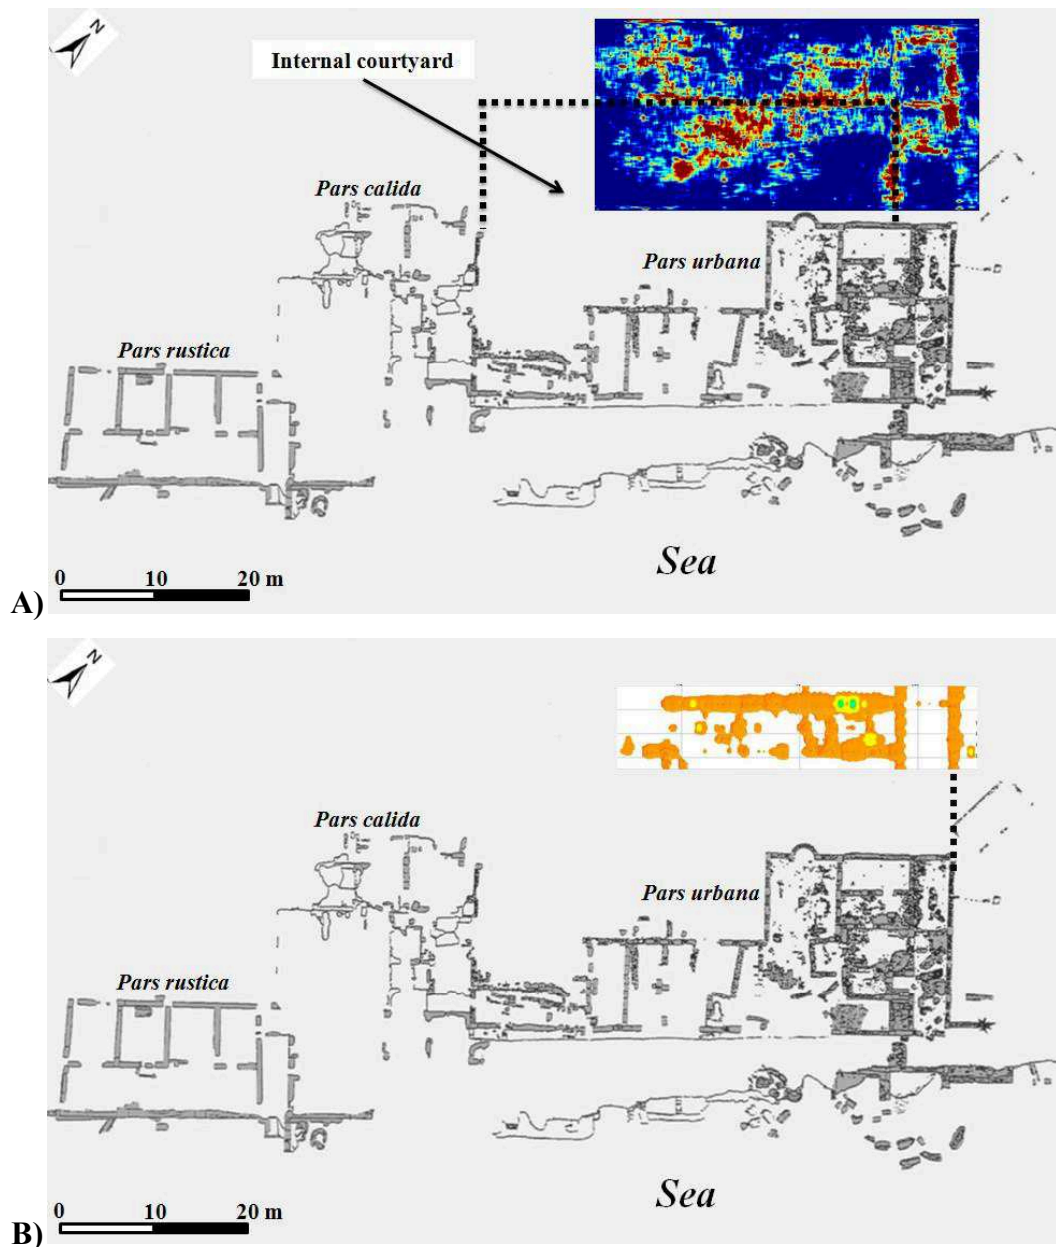 A)
N
Internal courtyard
Pars calida
Pars urbana
Pars rustica
Sea
0 10 20 m
B)
N
Pars calida
Pars urbana
Pars rustica
Sea
0 10 20 m